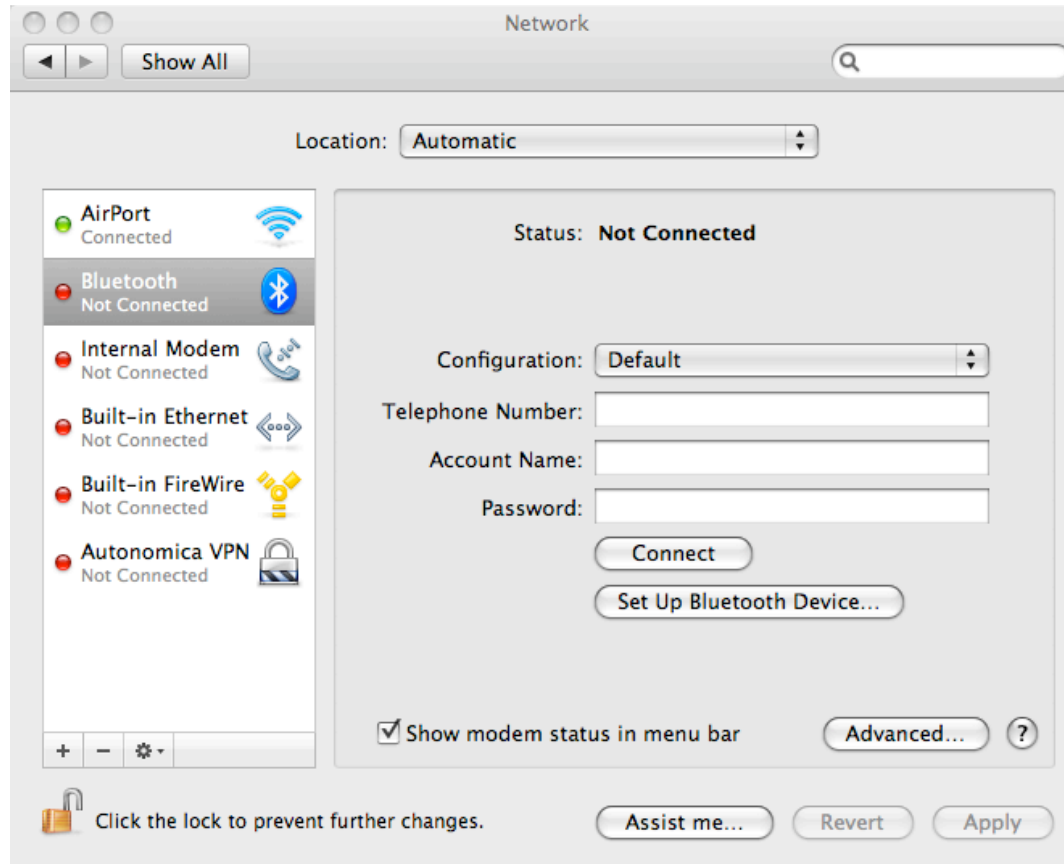 Network
Show All
Location: Automatic
AirPort
Connected
Bluetooth
Not Connected
Internal Modem
Not Connected
Built-in Ethernet
Not Connected
Built-in FireWire
Not Connected
Autonomica VPN
Not Connected
Status: Not Connected
Configuration: Default
Telephone Number:
Account Name:
Password:
Connect
Set Up Bluetooth Device...
Show modem status in menu bar
Advanced... ?
Click the lock to prevent further changes.
Assist me... Revert Apply